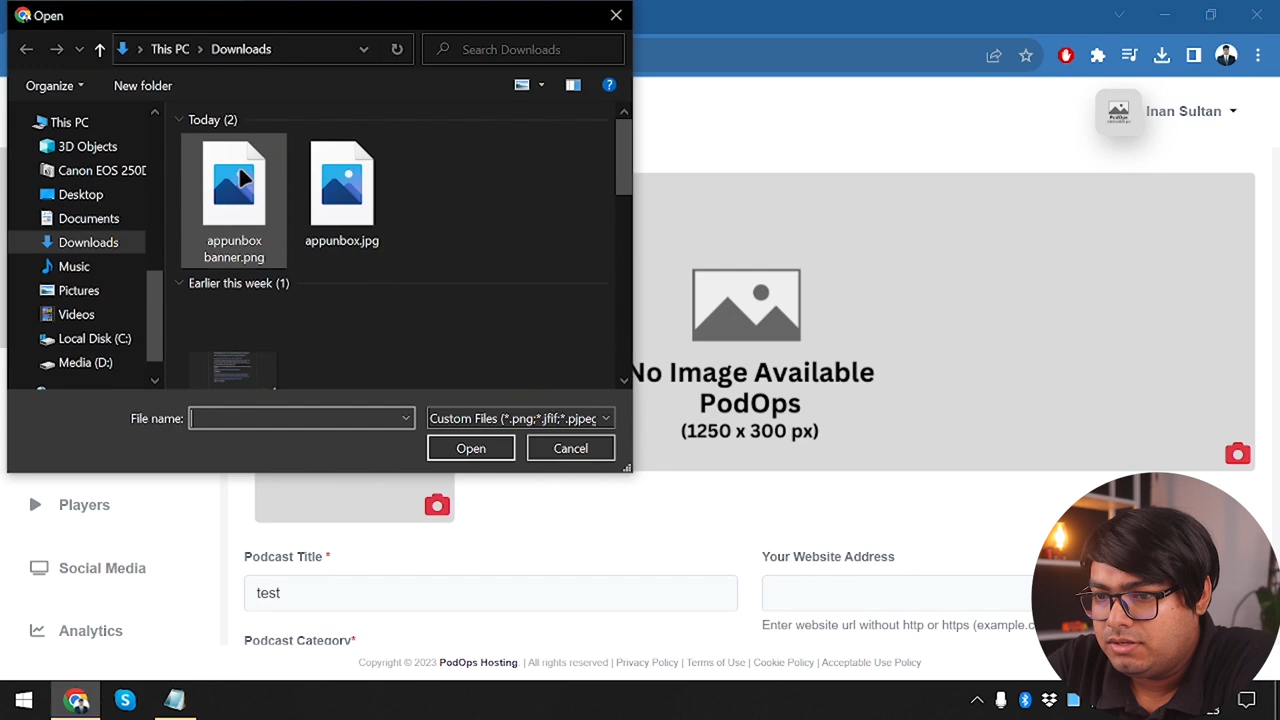 Open
This PC
Downloads
Search Downloads
Organize
New folder
Inan Sultan
This PC
3D Objects
Canon EOS 250D
Desktop
Documents
Downloads
Music
Pictures
Videos
Local Disk (C:)
Media (D:)
Today (2)
appunbox
banner.png
appunbox.jpg
Earlier this week (1)
File name:
Custom Files (*.png;*.jfif;*.pjpeg
Open
Cancel
No Image Available
PodOps
(1250 x 300 px)
Players
Social Media
Analytics
Podcast Title *
test
Podcast Category*
Your Website Address
Enter website url without http or https (example.c
Copyright © 2023 PodOps Hosting. | All rights reserved | Privacy Policy | Terms of Use | Cookie Policy | Acceptable Use Policy